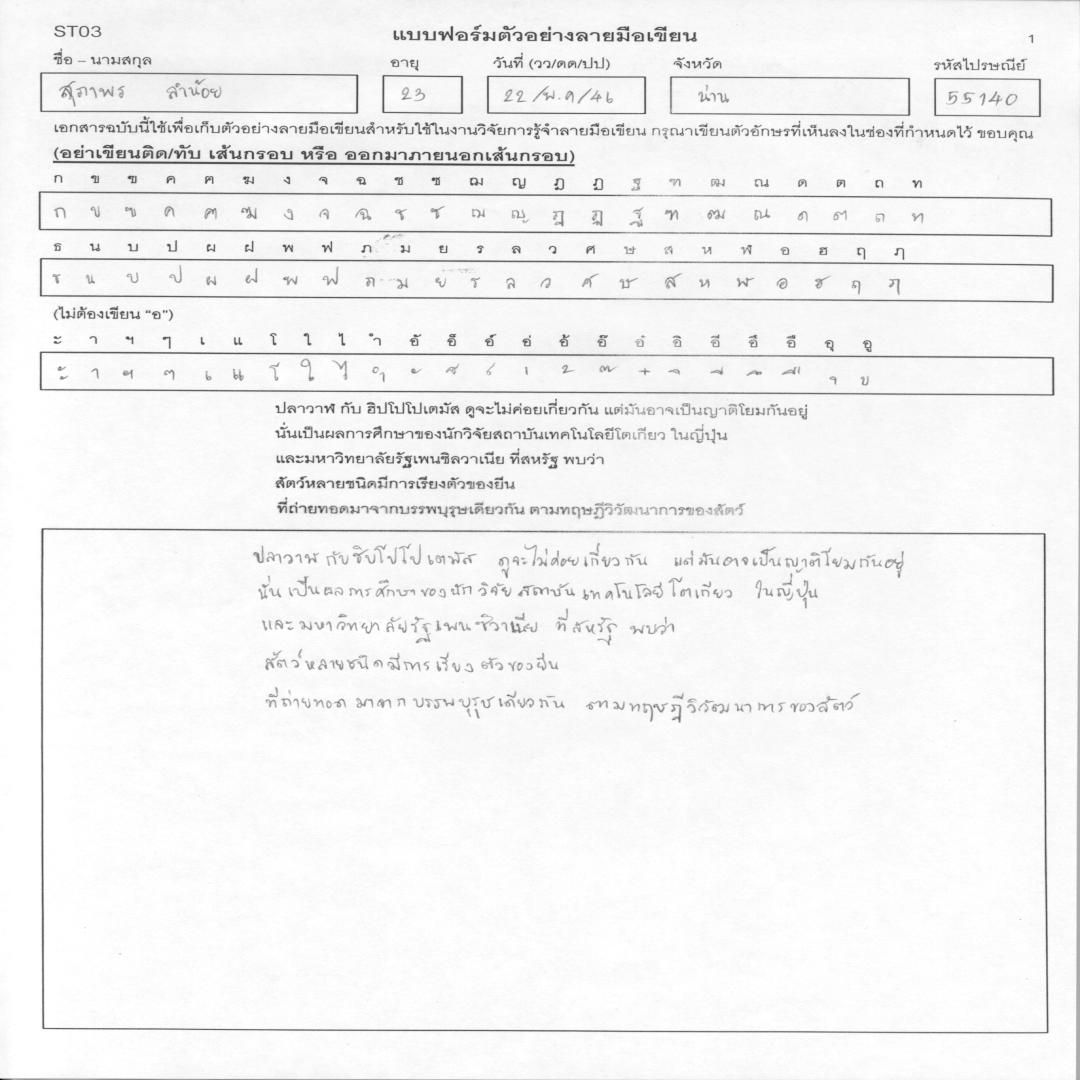 ST03 แบบฟอร์มตัวอย่างลายมือเขียน 1
ชื่อ – นามสกุล อายุ วันที่ (วว/ดด/ปป) จังหวัด รหัสไปรษณีย์
สุภาพร สำน้อย 23 22/พ.ค/46 น่าน 55140
เอกสารฉบับนี้ใช้เพื่อเก็บตัวอย่างลายมือเขียนสำหรับใช้ในงานวิจัยการรู้จำลายมือเขียน กรุณาเขียนตัวอักษรที่เห็นลงในช่องที่กำหนดไว้ ขอบคุณ
(อย่าเขียนติด/ทับ เส้นกรอบ หรือ ออกมาภายนอกเส้นกรอบ)
ก ข ฃ ค ฅ ฆ ง จ ฉ ช ซ ฌ ญ ฎ ฏ ฐ ฑ ฒ ณ ด ต ถ ท
ก ข ฃ ค ฅ ฆ ง จ ฉ ช ซ ฌ ญ ฎ ฏ ฐ ฑ ฒ ณ ด ต ถ ท
ธ น บ ป ผ ฝ พ ฟ ภ ม ย ร ล ว ศ ษ ส ห ฬ อ ฮ ฤ ฦ
ธ น บ ป ผ ฝ พ ฟ ภ ม ย ร ล ว ศ ษ ส ห ฬ อ ฮ ฤ ฦ
(ไม่ต้องเขียน “อ”)
ะ า ฯ ๆ เ แ โ ใ ไ ำ อั อ็ อ์ อ่ อ้ อ๊ อ๋ อิ อี อึ อื อุ อู
ะ า ฯ ๆ เ แ โ ใ ไ ำ ั ็ ์ ่ ้ ๊ ๋ ิ ี ึ ื ุ ู
ปลาวาฬ กับ ฮิปโปโปเตมัส ดูจะไม่ค่อยเกี่ยวกัน แต่มันอาจเป็นญาติโยมกันอยู่
นั่นเป็นผลการศึกษาของนักวิจัยสถาบันเทคโนโลยีโตเกียว ในญี่ปุ่น
และมหาวิทยาลัยรัฐเพนซิลวาเนีย ที่สหรัฐ พบว่า
สัตว์หลายชนิดมีการเรียงตัวของยีน
ที่ถ่ายทอดมาจากบรรพบุรุษเดียวกัน ตามทฤษฎีวิวัฒนาการของสัตว์
ปลาวาฬ กับฮิปโปโปเตมัส ดูจะไม่ค่อยเกี่ยวกัน แต่มันอาจเป็นญาติโยมกันอยู่
นั่นเป็นผลการศึกษาของนักวิจัยสถาบันเทคโนโลยีโตเกียว ในญี่ปุ่น
และมหาวิทยาลัยรัฐเพนซิวาเนีย ที่สหรัฐ พบว่า
สัตว์หลายชนิดมีการเรียงตัวของยีน
ที่ถ่ายทอดมาจากบรรพบุรุษเดียวกัน ตามทฤษฎีวิวัฒนาการของสัตว์